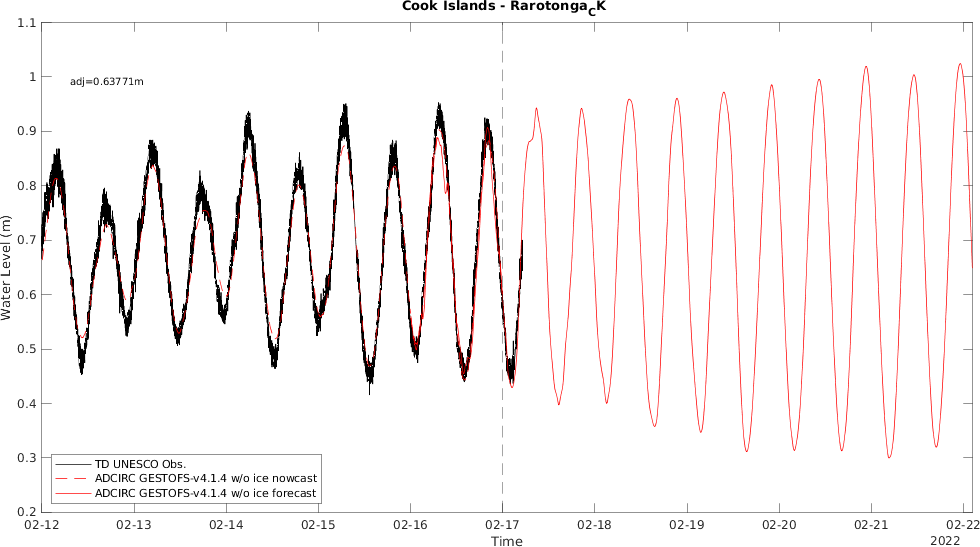 Cook Islands - Rarotonga_CK
1.1
1
0.9
0.8
0.7
0.6
0.5
0.4
0.3
0.2
Water Level (m)
adj=0.63771m
TD UNESCO Obs.
ADCIRC GESTOFS-v4.1.4 w/o ice nowcast
ADCIRC GESTOFS-v4.1.4 w/o ice forecast
02-12 02-13 02-14 02-15 02-16 02-17 02-18 02-19 02-20 02-21 02-22
Time
2022